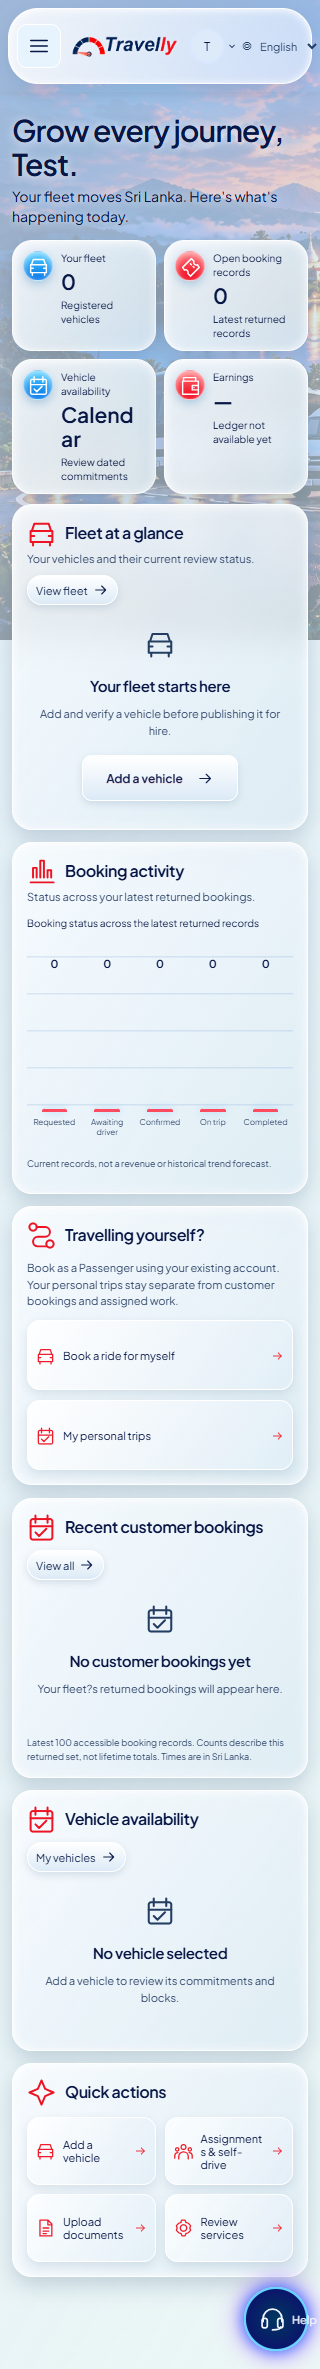 Travelly
T
English
Grow every journey,
Test.
Your fleet moves Sri Lanka. Here's what's
happening today.
Your fleet
0
Registered
vehicles
Open booking
records
0
Latest returned
records
Vehicle
availability
Calend
ar
Review dated
commitments
Earnings
—
Ledger not
available yet
Fleet at a glance
Your vehicles and their current review status.
View fleet
Your fleet starts here
Add and verify a vehicle before publishing it for
hire.
Add a vehicle
Booking activity
Status across your latest returned bookings.
Booking status across the latest returned records
0 0 0 0 0
Requested Awaiting driver Confirmed On trip Completed
Current records, not a revenue or historical trend forecast.
Travelling yourself?
Book as a Passenger using your existing account.
Your personal trips stay separate from customer
bookings and assigned work.
Book a ride for myself
My personal trips
Recent customer bookings
View all
No customer bookings yet
Your fleet?s returned bookings will appear here.
Latest 100 accessible booking records. Counts describe this
returned set, not lifetime totals. Times are in Sri Lanka.
Vehicle availability
My vehicles
No vehicle selected
Add a vehicle to review its commitments and
blocks.
Quick actions
Add a
vehicle
Assignment
s & self-
drive
Upload
documents
Review
services
Help